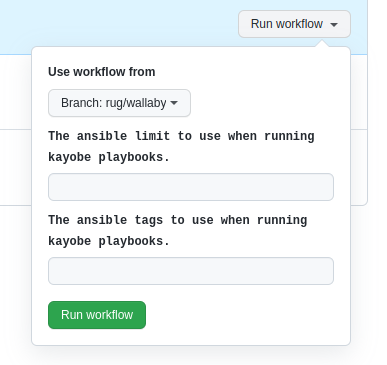 Run workflow
Use workflow from
Branch: rug/wallaby
The ansible limit to use when running
kayobe playbooks.
The ansible tags to use when running
kayobe playbooks.
Run workflow